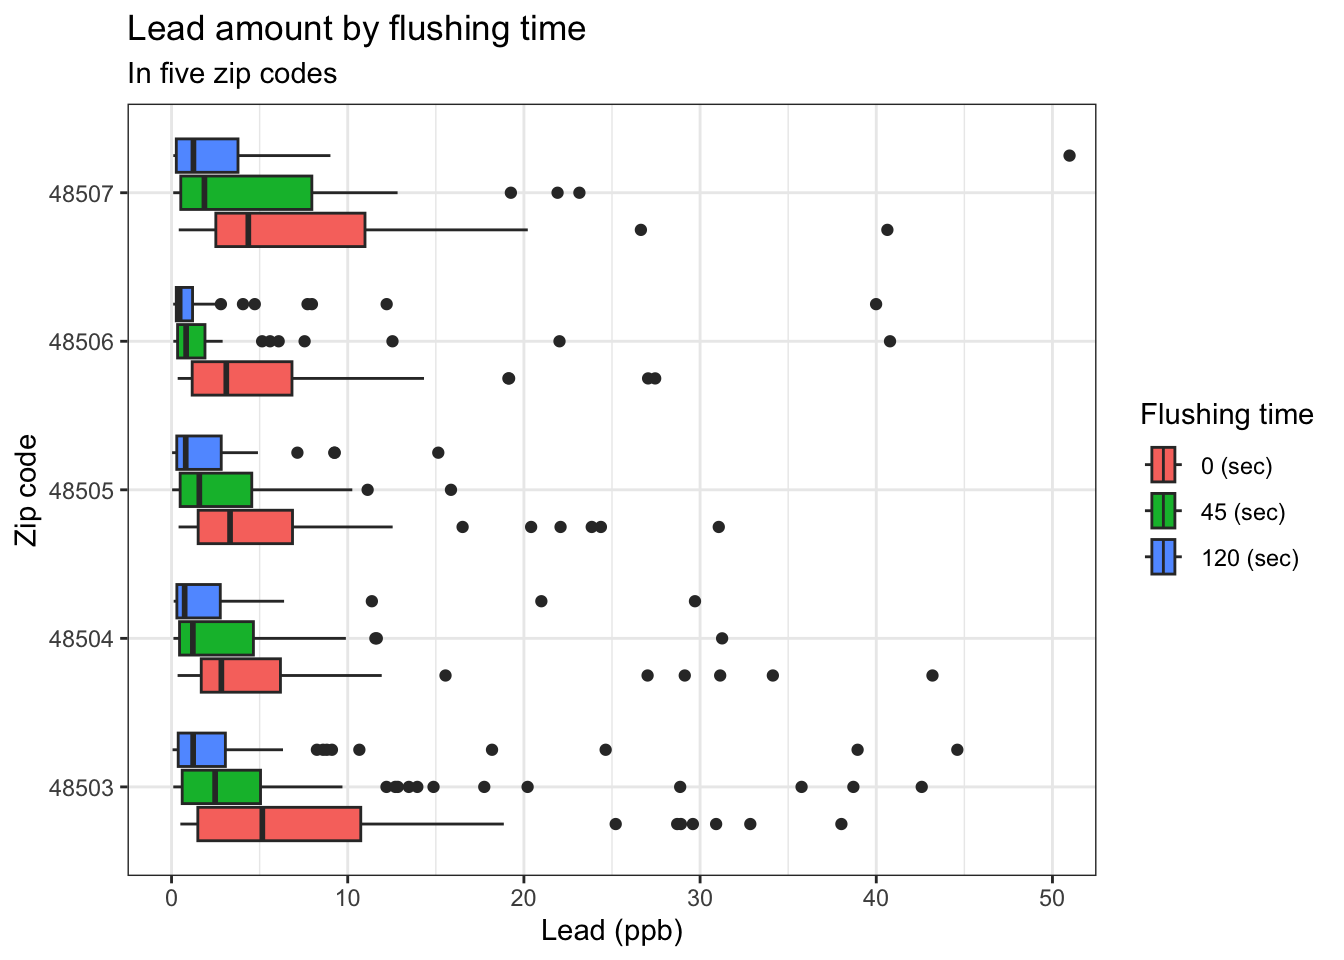 Lead amount by flushing time
In five zip codes
48507
48506
48505
48504
48503
Zip code
0
10
20
30
40
50
Lead (ppb)
Flushing time
0 (sec)
45 (sec)
120 (sec)